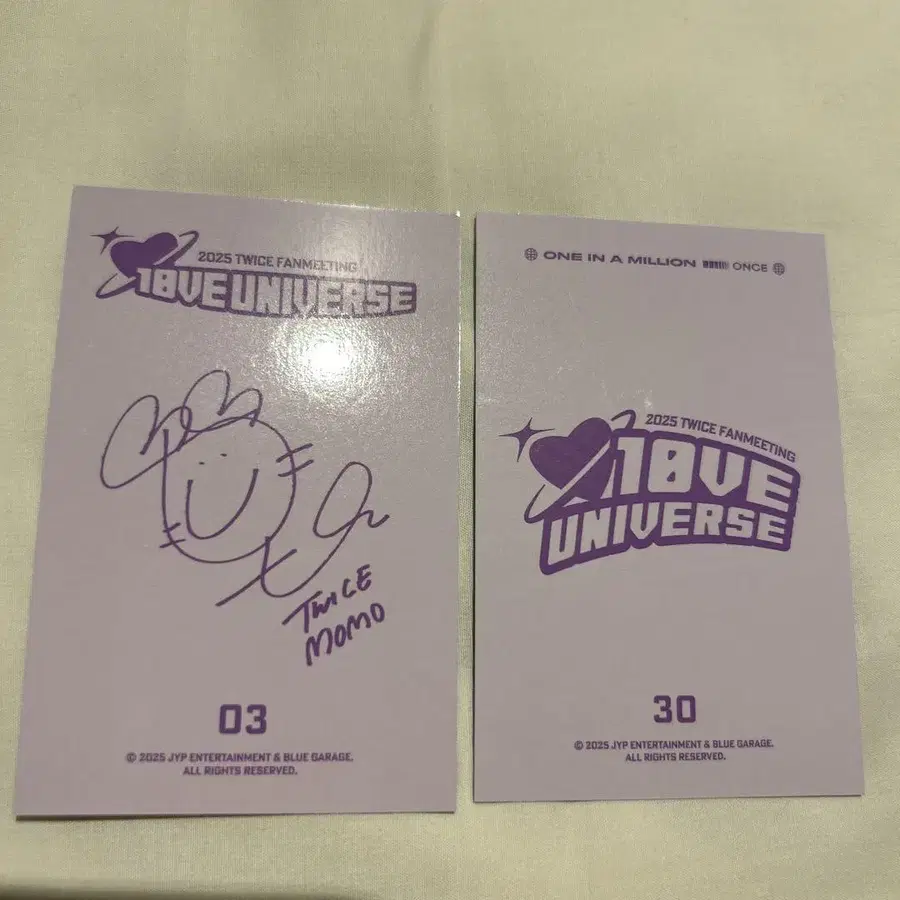 2025 TWICE FANMEETING
10VE UNIVERSE
TWICE
MOMO
03
© 2025 JYP ENTERTAINMENT & BLUE GARAGE.
ALL RIGHTS RESERVED.
ONE IN A MILLION ONCE
2025 TWICE FANMEETING
10VE
UNIVERSE
30
© 2025 JYP ENTERTAINMENT & BLUE GARAGE.
ALL RIGHTS RESERVED.